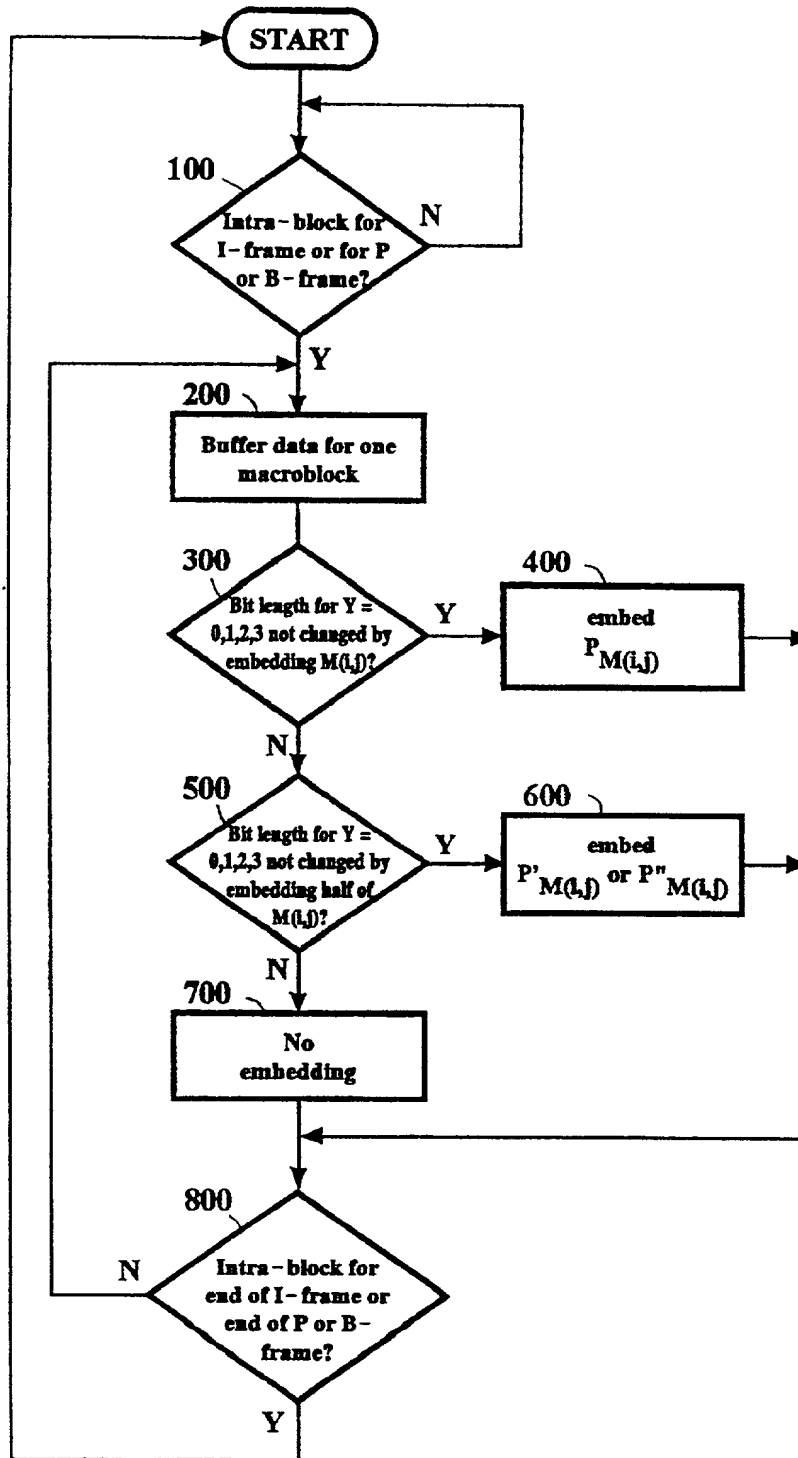 START
100
Intra-block for
I-frame or for P
or B-frame?
N
Y
200
Buffer data for one
macroblock
300
Bit length for Y =
0,1,2,3 not changed by
embedding M(i,j)?
Y
400
embed
P M(i,j)
N
500
Bit length for Y =
0,1,2,3 not changed by
embedding half of
M(i,j)?
Y
600
embed
P' M(i,j) or P" M(i,j)
N
700
No
embedding
800
Intra-block for
end of I-frame or
end of P or B-
frame?
N
Y